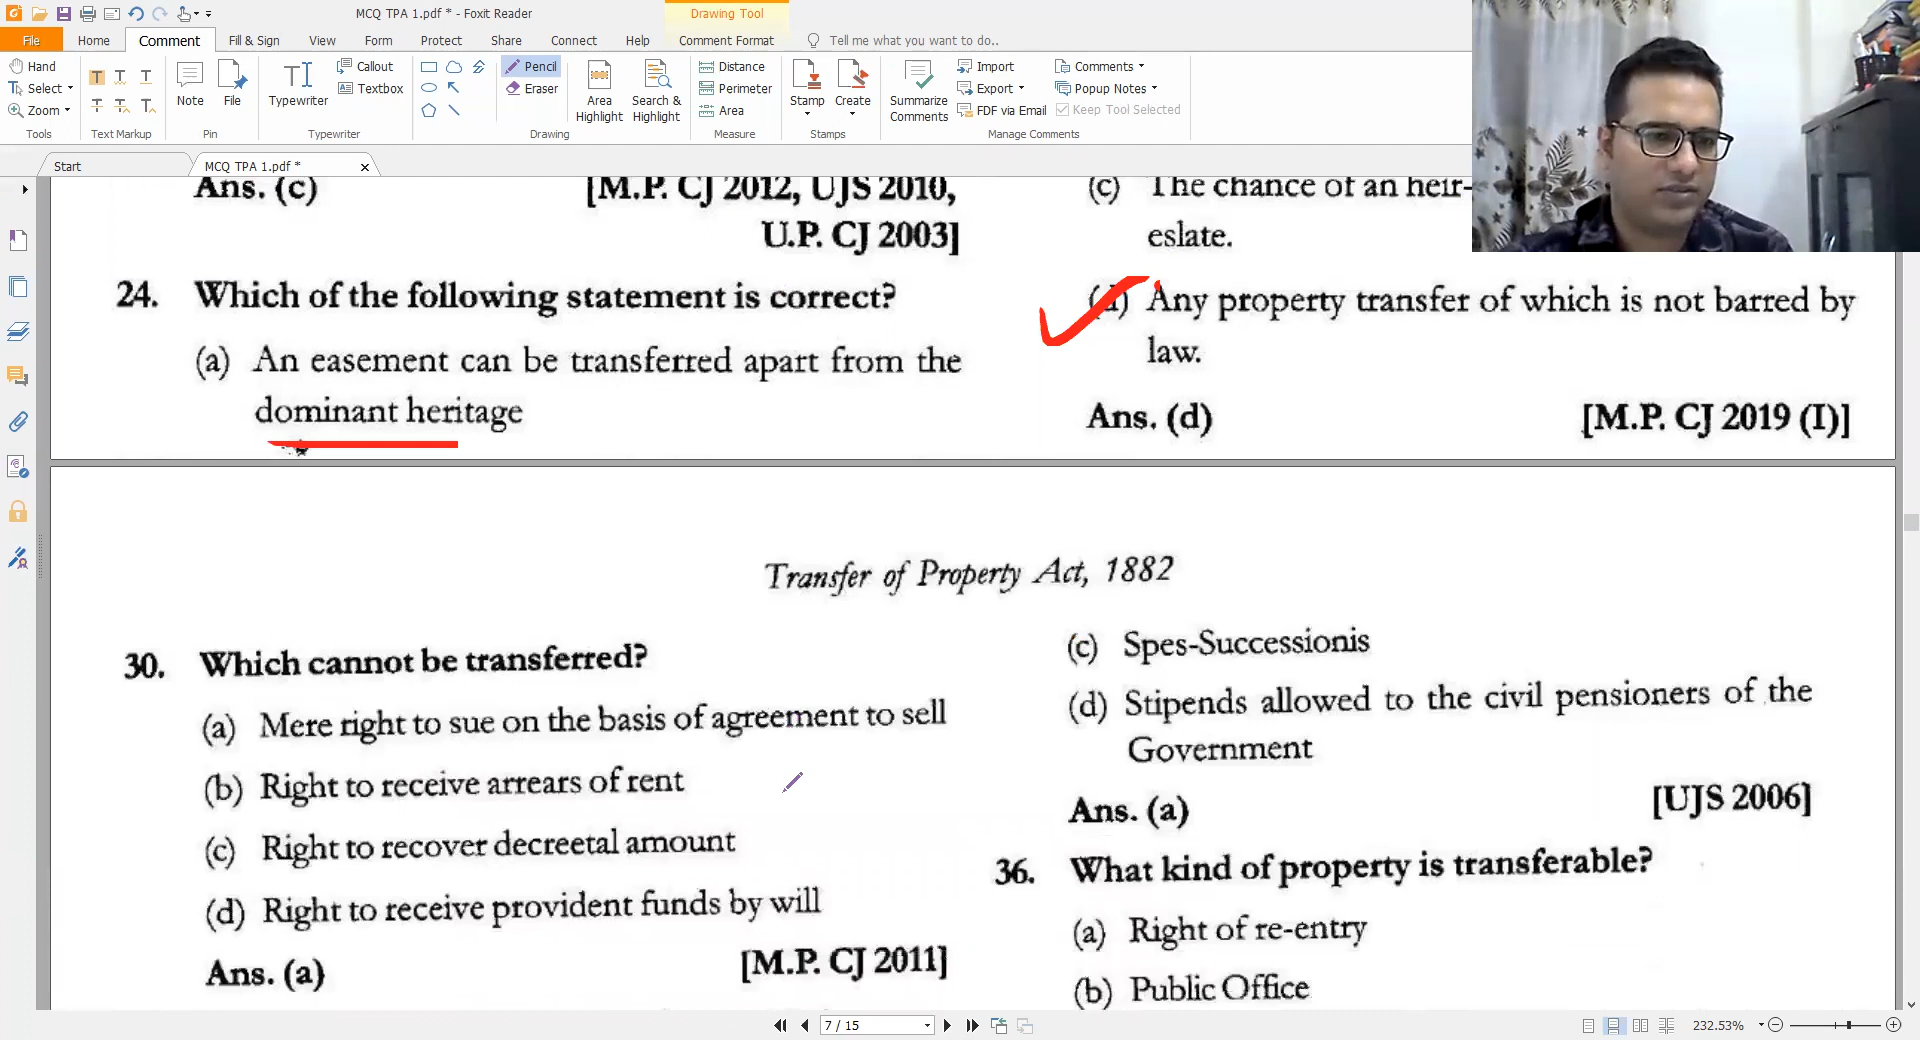 MCQ TPA 1.pdf * - Foxit Reader
Drawing Tool
File Home Comment Fill & Sign View Form Protect Share Connect Help Comment Format Tell me what you want to do..
Hand
Select
Zoom
Tools
Text Markup
Note
File
Pin
Typewriter
Callout
Textbox
Typewriter
Pencil
Eraser
Drawing
Area Highlight
Search & Highlight
Distance
Perimeter
Area
Measure
Stamp
Create
Stamps
Summarize Comments
Import
Export
FDF via Email
Comments
Popup Notes
Keep Tool Selected
Manage Comments
Start
MCQ TPA 1.pdf *
Ans. (c) [M.P. CJ 2012, UJS 2010,
U.P. CJ 2003]
24. Which of the following statement is correct?
(a) An easement can be transferred apart from the
dominant heritage
(c) The chance of an heir-
eslate.
(d) Any property transfer of which is not barred by
law.
Ans. (d) [M.P. CJ 2019 (I)]
Transfer of Property Act, 1882
30. Which cannot be transferred?
(a) Mere right to sue on the basis of agreement to sell
(b) Right to receive arrears of rent
(c) Right to recover decreetal amount
(d) Right to receive provident funds by will
Ans. (a) [M.P. CJ 2011]
(c) Spes-Successionis
(d) Stipends allowed to the civil pensioners of the
Government
Ans. (a) [UJS 2006]
36. What kind of property is transferable?
(a) Right of re-entry
(b) Public Office
7 / 15
232.53%